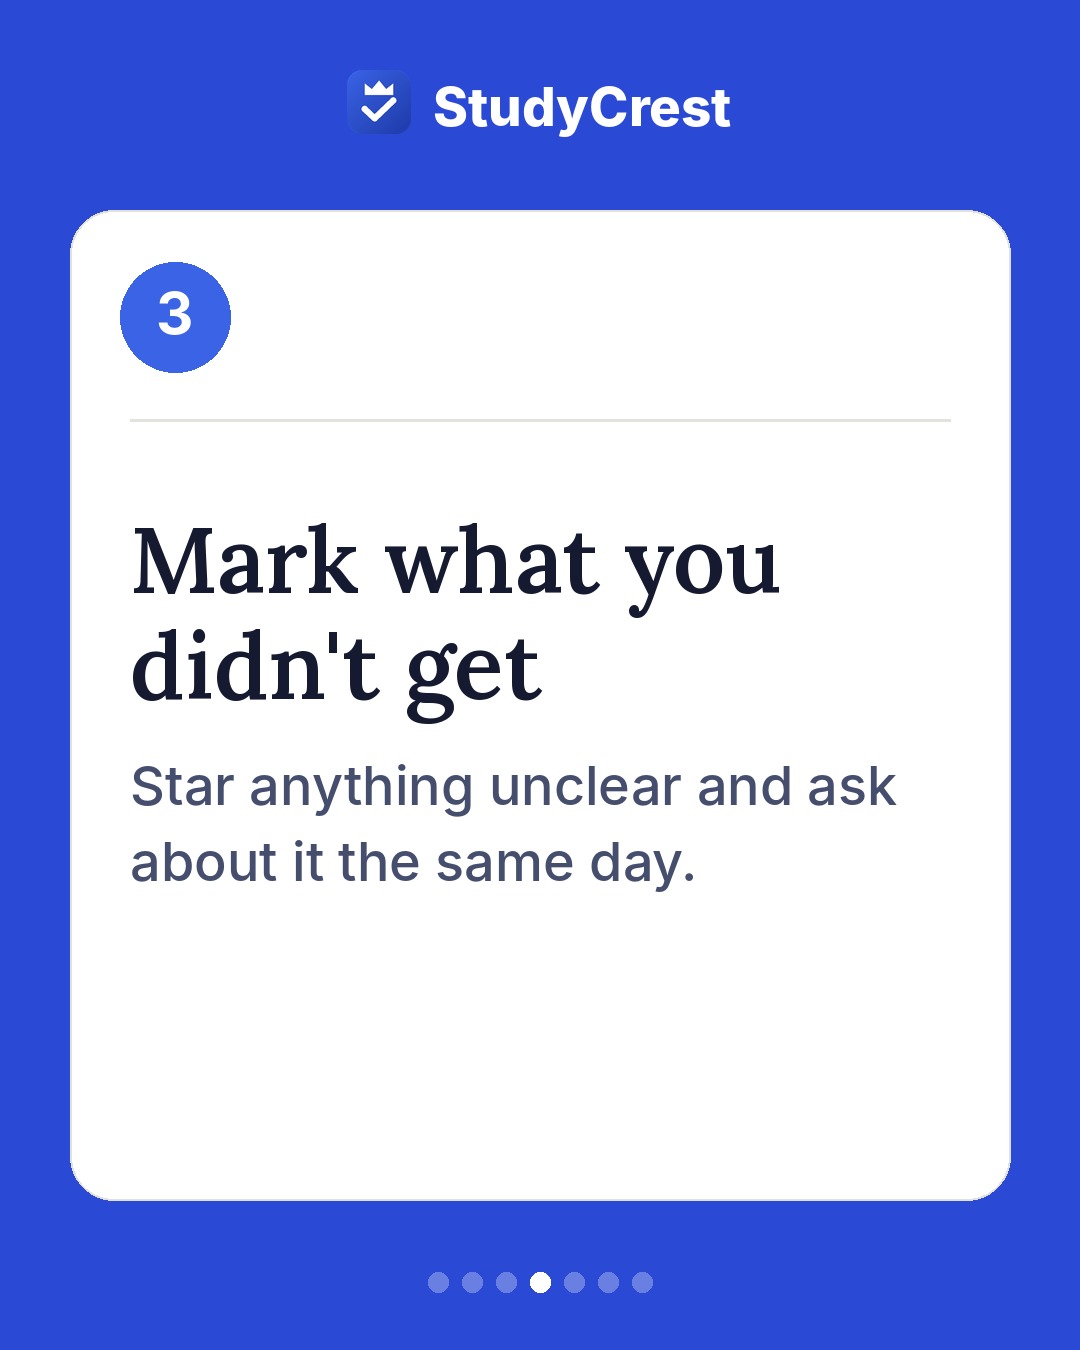 StudyCrest
3
Mark what you
didn't get
Star anything unclear and ask
about it the same day.